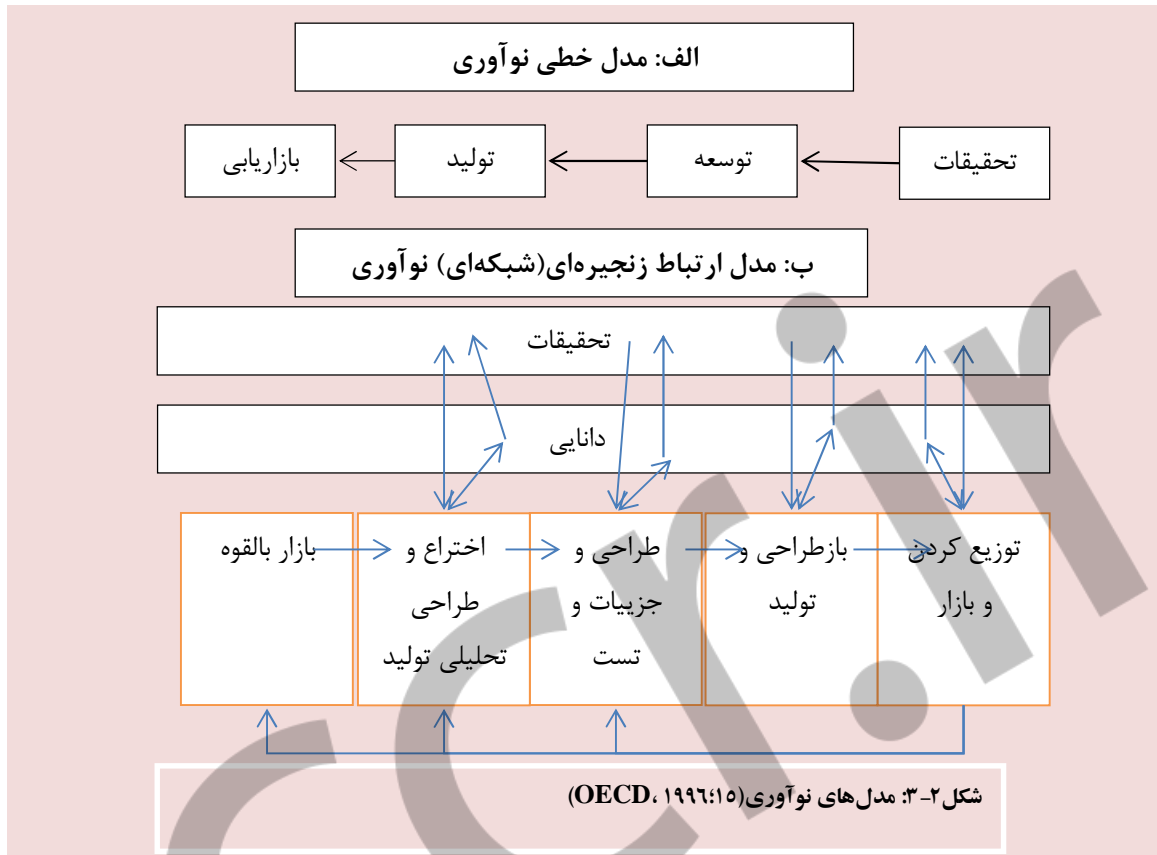 الف: مدل خطی نوآوری
تحقیقات
توسعه
تولید
بازاریابی
ب: مدل ارتباط زنجیره‌ای(شبکه‌ای) نوآوری
تحقیقات
دانایی
بازار بالقوه
اختراع و
طراحی
تحلیلی تولید
طراحی و
جزییات و
تست
بازطراحی و
تولید
توزیع کردن
و بازار
شکل۲-۳: مدل‌های نوآوری(OECD، ۱۹۹۶؛۱۵)
ccr.ir